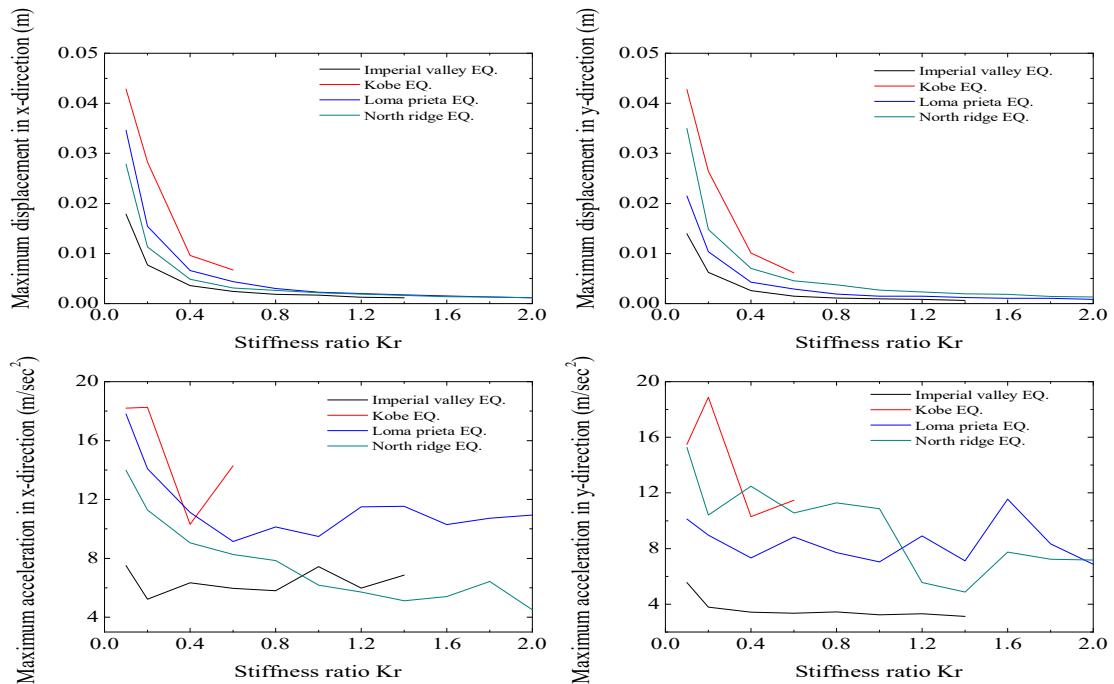 Maximum displacement in x-dircetion (m)
0.05
0.04
0.03
0.02
0.01
0.00
0.0 0.4 0.8 1.2 1.6 2.0
Stiffness ratio Kr
Imperial valley EQ.
Kobe EQ.
Loma prieta EQ.
North ridge EQ.
Maximum displacement in y-direction (m)
0.05
0.04
0.03
0.02
0.01
0.00
0.0 0.4 0.8 1.2 1.6 2.0
Stiffness ratio Kr
Imperial valley EQ.
Kobe EQ.
Loma prieta EQ.
North ridge EQ.
Maximum acceleration in x-direction (m/sec²)
20
16
12
8
4
0.0 0.4 0.8 1.2 1.6 2.0
Stiffness ratio Kr
Imperial valley EQ.
Kobe EQ.
Loma prieta EQ.
North ridge EQ.
Maximum acceleration in y-direction (m/sec²)
20
16
12
8
4
0.0 0.4 0.8 1.2 1.6 2.0
Stiffness ratio Kr
Imperial valley EQ.
Kobe EQ.
Loma prieta EQ.
North ridge EQ.